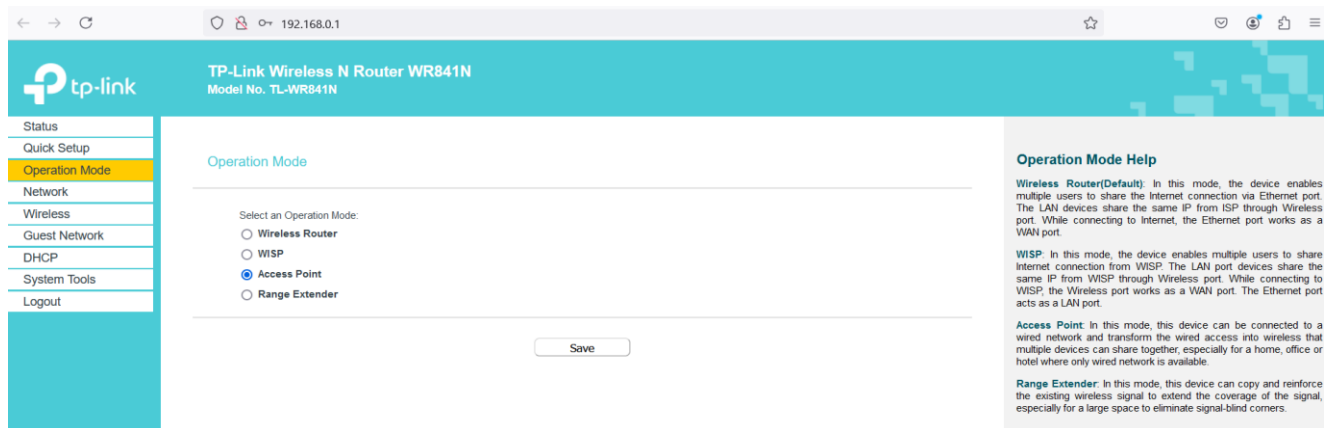 192.168.0.1
tp-link
TP-Link Wireless N Router WR841N
Model No. TL-WR841N
Status
Quick Setup
Operation Mode
Network
Wireless
Guest Network
DHCP
System Tools
Logout
Operation Mode
Select an Operation Mode:
Wireless Router
WISP
Access Point
Range Extender
Save
Operation Mode Help
Wireless Router(Default): In this mode, the device enables
multiple users to share the Internet connection via Ethernet port.
The LAN devices share the same IP from ISP through Wireless
port. While connecting to Internet, the Ethernet port works as a
WAN port.
WISP: In this mode, the device enables multiple users to share
Internet connection from WISP. The LAN port devices share the
same IP from WISP through Wireless port. While connecting to
WISP, the Wireless port works as a WAN port. The Ethernet port
acts as a LAN port.
Access Point: In this mode, this device can be connected to a
wired network and transform the wired access into wireless that
multiple devices can share together, especially for a home, office or
hotel where only wired network is available.
Range Extender: In this mode, this device can copy and reinforce
the existing wireless signal to extend the coverage of the signal,
especially for a large space to eliminate signal-blind corners.